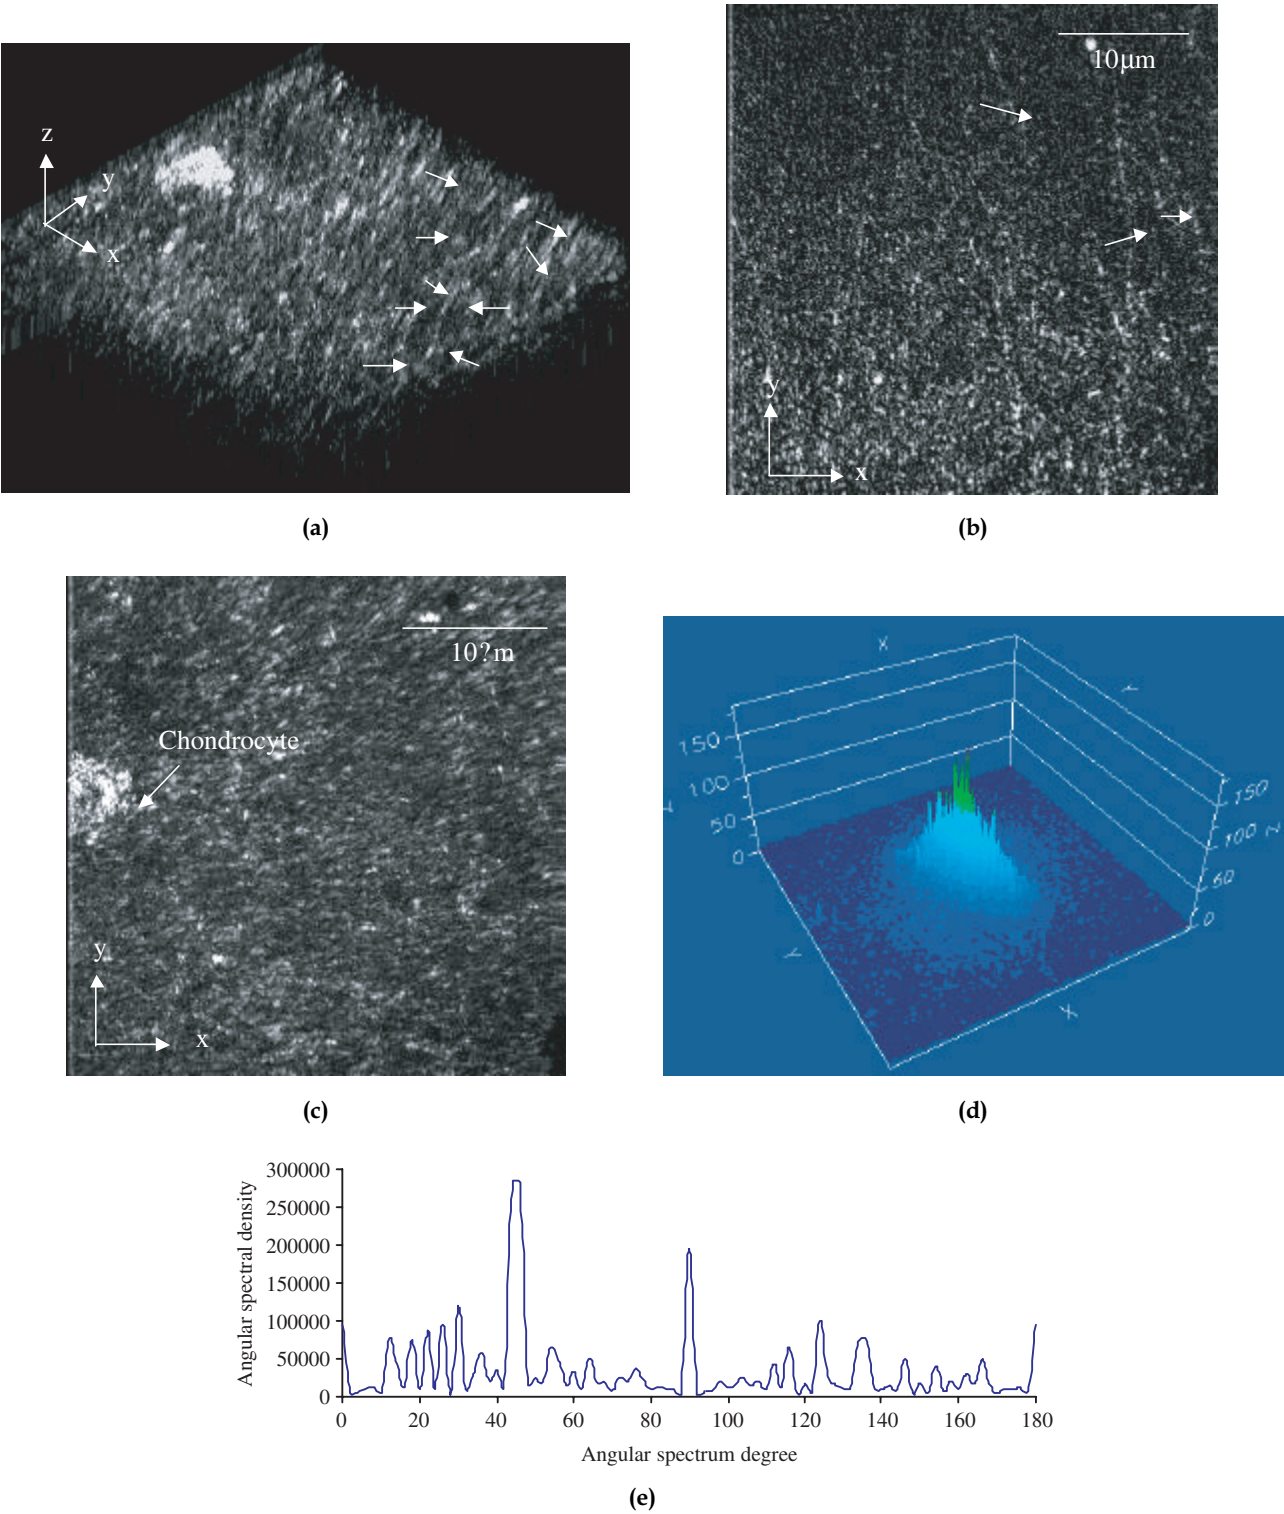 z
y
x
(a)
10µm
y
x
(b)
10?m
Chondrocyte
y
x
(c)
X
Y
150
100
50
0
150
100
50
0
Z
Y
X
(d)
300000
250000
200000
150000
100000
50000
0
Angular spectral density
0 20 40 60 80 100 120 140 160 180
Angular spectrum degree
(e)